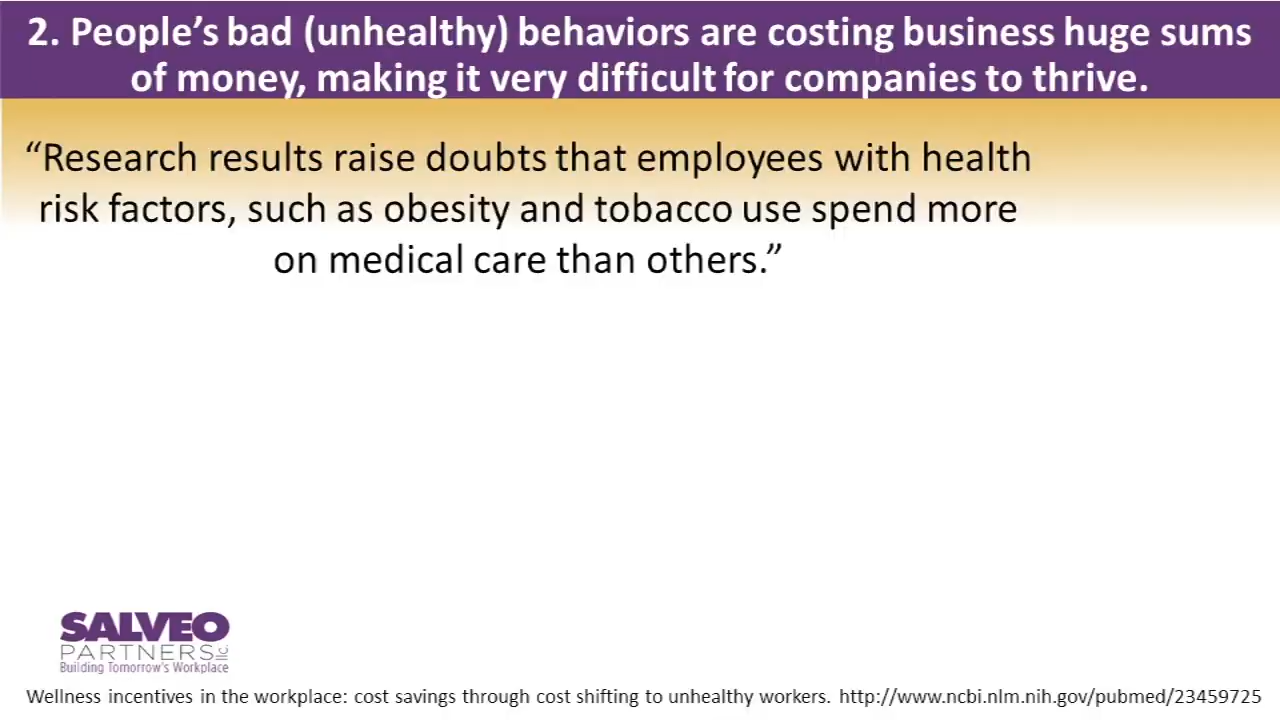 2. People’s bad (unhealthy) behaviors are costing business huge sums
of money, making it very difficult for companies to thrive.
“Research results raise doubts that employees with health
risk factors, such as obesity and tobacco use spend more
on medical care than others.”
SALVEO
PARTNERS LLC.
Building Tomorrow's Workplace
Wellness incentives in the workplace: cost savings through cost shifting to unhealthy workers. http://www.ncbi.nlm.nih.gov/pubmed/23459725